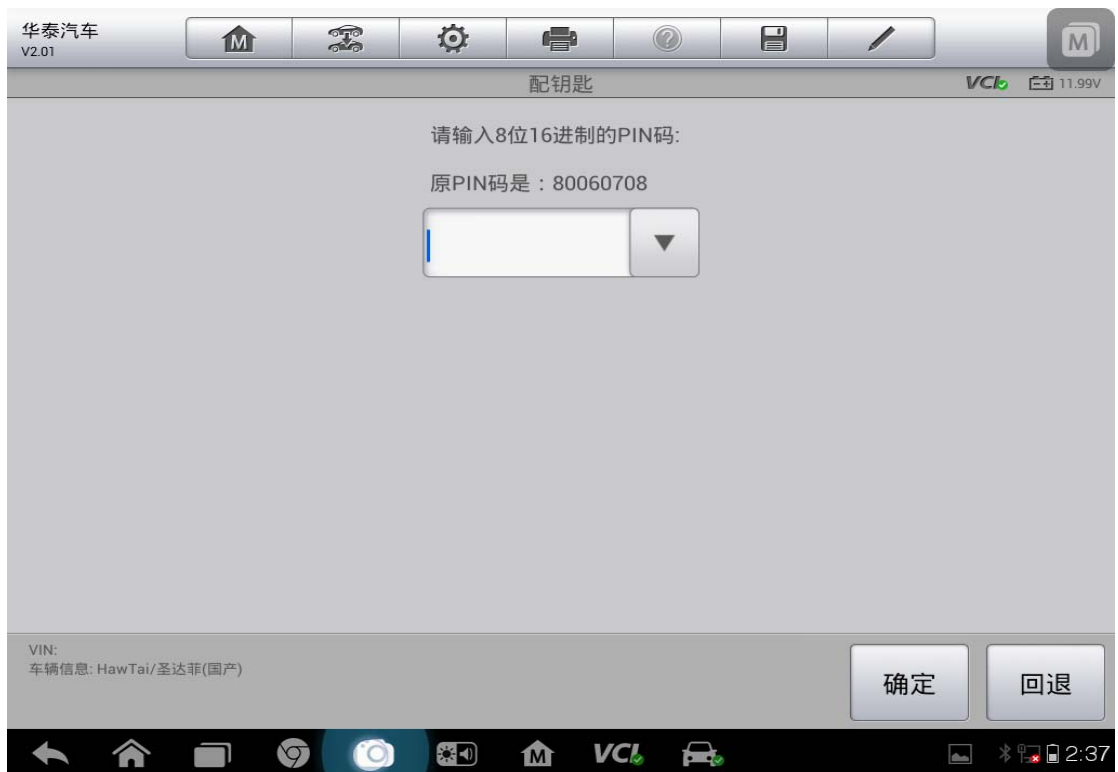 华泰汽车
V2.01
M
M
配钥匙
VCI
11.99V
请输入8位16进制的PIN码:
原PIN码是：80060708
VIN:
车辆信息: HawTai/圣达菲(国产)
确定
回退
M
VCI
2:37